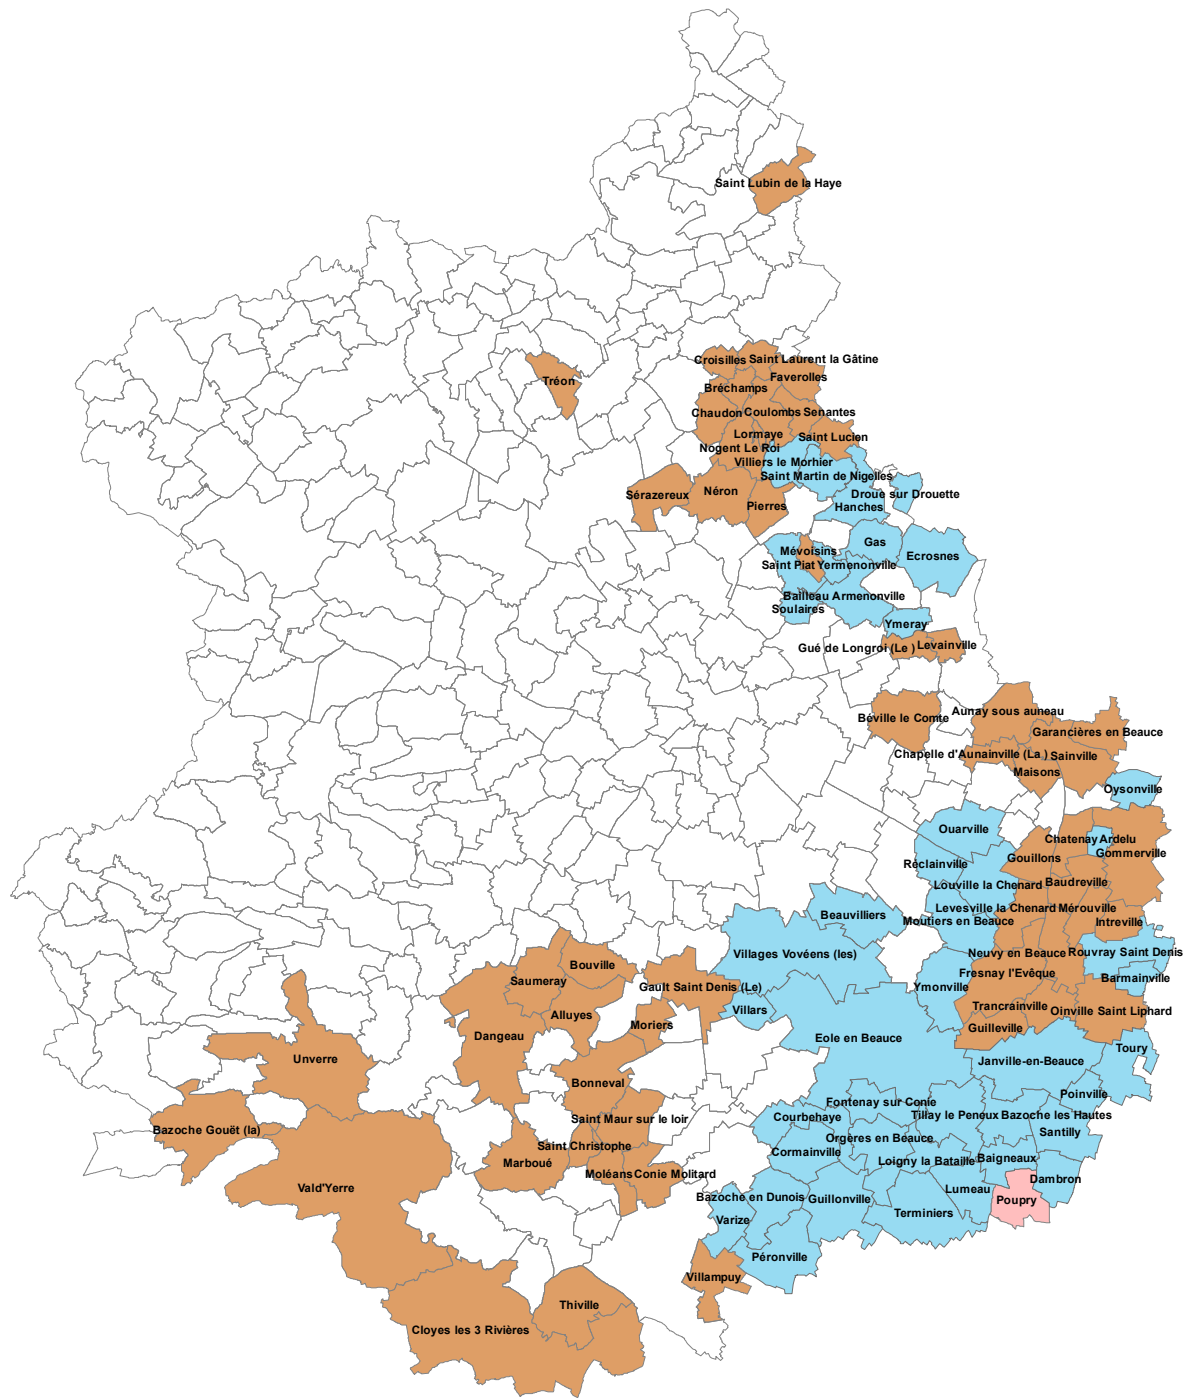 Saint Lubin de la Haye
Croisilles
Saint Laurent la Gâtine
Tréon
Faverolles
Bréchamps
Chaudon
Coulombs
Senantes
Lormaye
Saint Lucien
Nogent Le Roi
Villiers le Morhier
Saint Martin de Nigelles
Sérazereux
Néron
Droue sur Drouette
Pierres
Hanches
Gas
Mévoisins
Ecrosnes
Saint Piat
Yermenonville
Bailleau Armenonville
Soulaires
Ymeray
Gué de Longroi (Le )
Levainville
Aunay sous auneau
Béville le Comte
Garancières en Beauce
Chapelle d'Aunainville (La )
Sainville
Maisons
Oysonville
Ouarville
Chatenay
Ardelu
Gommerville
Gouillons
Réclainville
Louville la Chenard
Baudreville
Levesville la Chenard
Mérouville
Beauvilliers
Moutiers en Beauce
Intreville
Villages Vovéens (les)
Neuvy en Beauce
Rouvray Saint Denis
Bouville
Fresnay l'Evêque
Barmainville
Saumeray
Gault Saint Denis (Le)
Ymonville
Villars
Trancrainville
Oinville Saint Liphard
Alluyes
Moriers
Guilleville
Dangeau
Eole en Beauce
Toury
Unverre
Janville-en-Beauce
Bonneval
Poinville
Fontenay sur Conie
Courbehaye
Tillay le Peneux
Bazoche les Hautes
Saint Maur sur le loir
Bazoche Gouët (la)
Santilly
Orgères en Beauce
Saint Christophe
Cormainville
Baigneaux
Marboué
Loigny la Bataille
Moléans
Conie Molitard
Dambron
Vald'Yerre
Lumeau
Bazoche en Dunois
Guillonville
Poupry
Terminiers
Varize
Péronville
Villampuy
Thiville
Cloyes les 3 Rivières